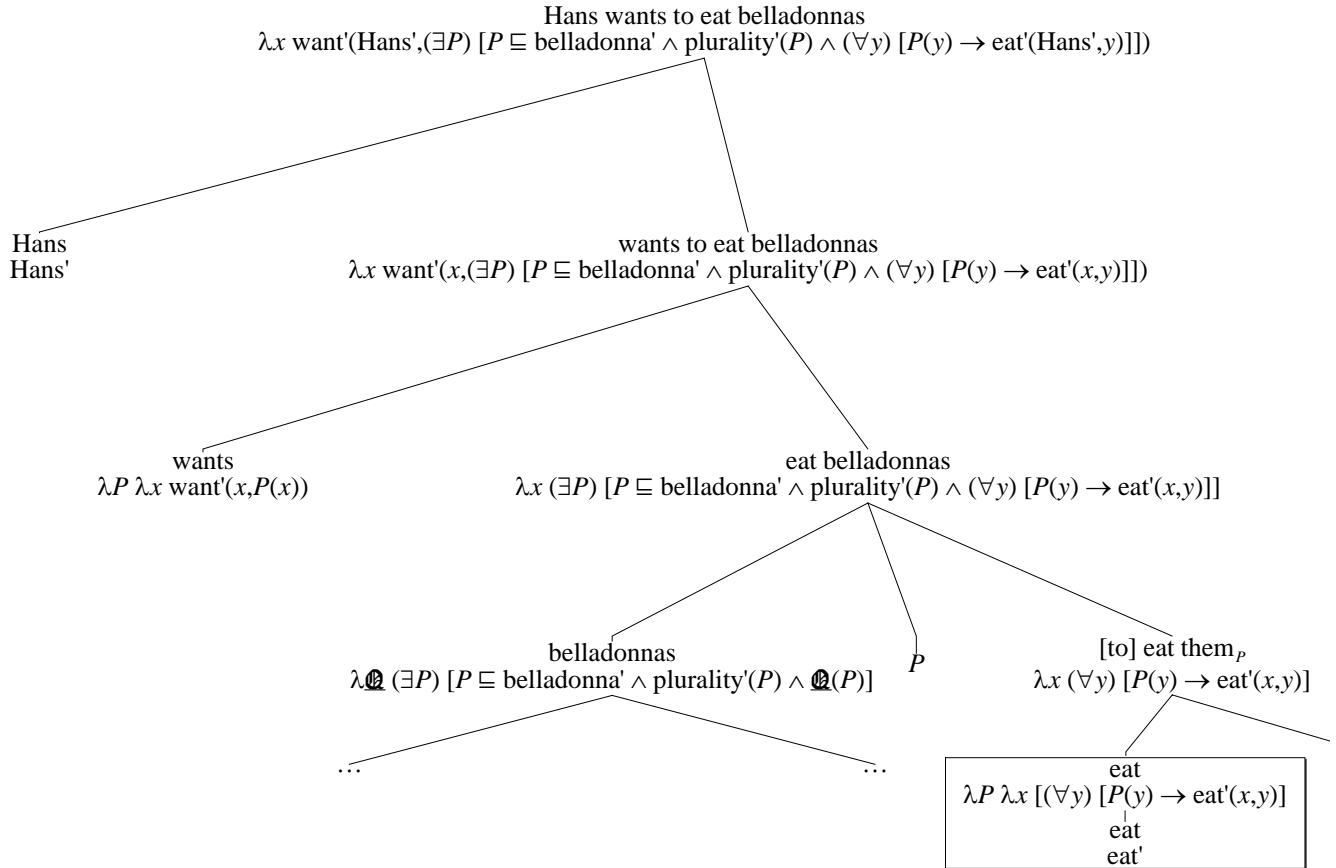 Hans wants to eat belladonnas
λx want'(Hans',(∃P) [P ⊑ belladonna' ∧ plurality'(P) ∧ (∀y) [P(y) → eat'(Hans',y)]])
Hans
Hans'
wants to eat belladonnas
λx want'(x,(∃P) [P ⊑ belladonna' ∧ plurality'(P) ∧ (∀y) [P(y) → eat'(x,y)]])
wants
λP λx want'(x,P(x))
eat belladonnas
λx (∃P) [P ⊑ belladonna' ∧ plurality'(P) ∧ (∀y) [P(y) → eat'(x,y)]]
belladonnas
λ (∃P) [P ⊑ belladonna' ∧ plurality'(P) ∧ (P)]
P
[to] eat them_P
λx (∀y) [P(y) → eat'(x,y)]
…
…
eat
λP λx [(∀y) [P(y) → eat'(x,y)]
eat
eat'